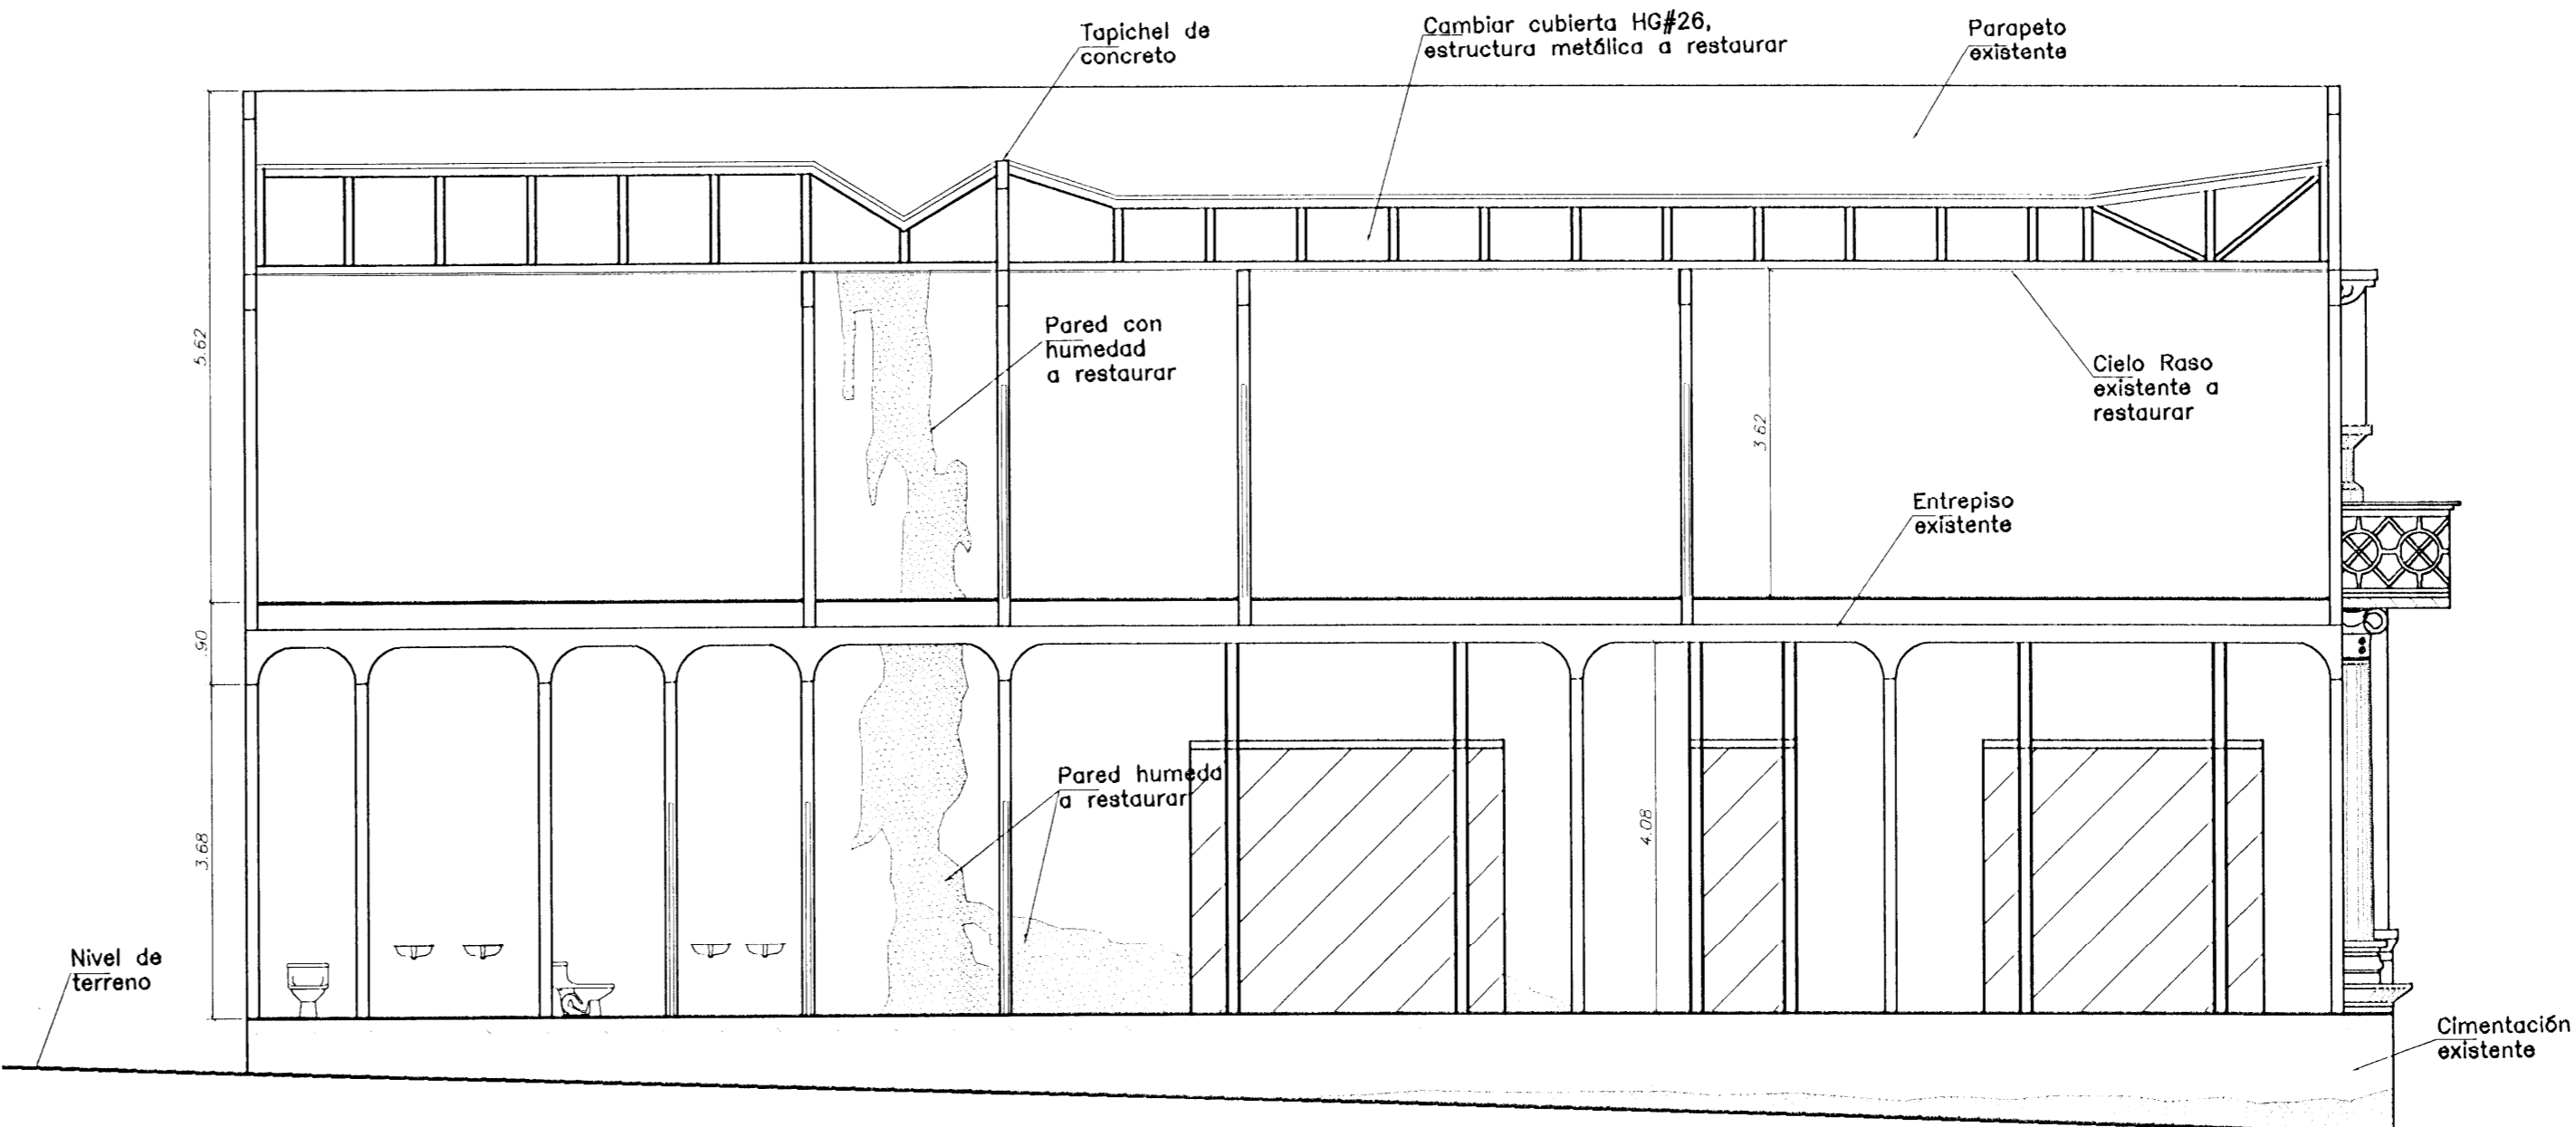 Tapichel de
concreto
Cambiar cubierta HG#26,
estructura metálica a restaurar
Parapeto
existente
5.62
Pared con
humedad
a restaurar
3.62
Cielo Raso
existente a
restaurar
Entrepiso
existente
.90
3.68
Pared humeda
a restaurar
4.08
Nivel de
terreno
Cimentación
existente